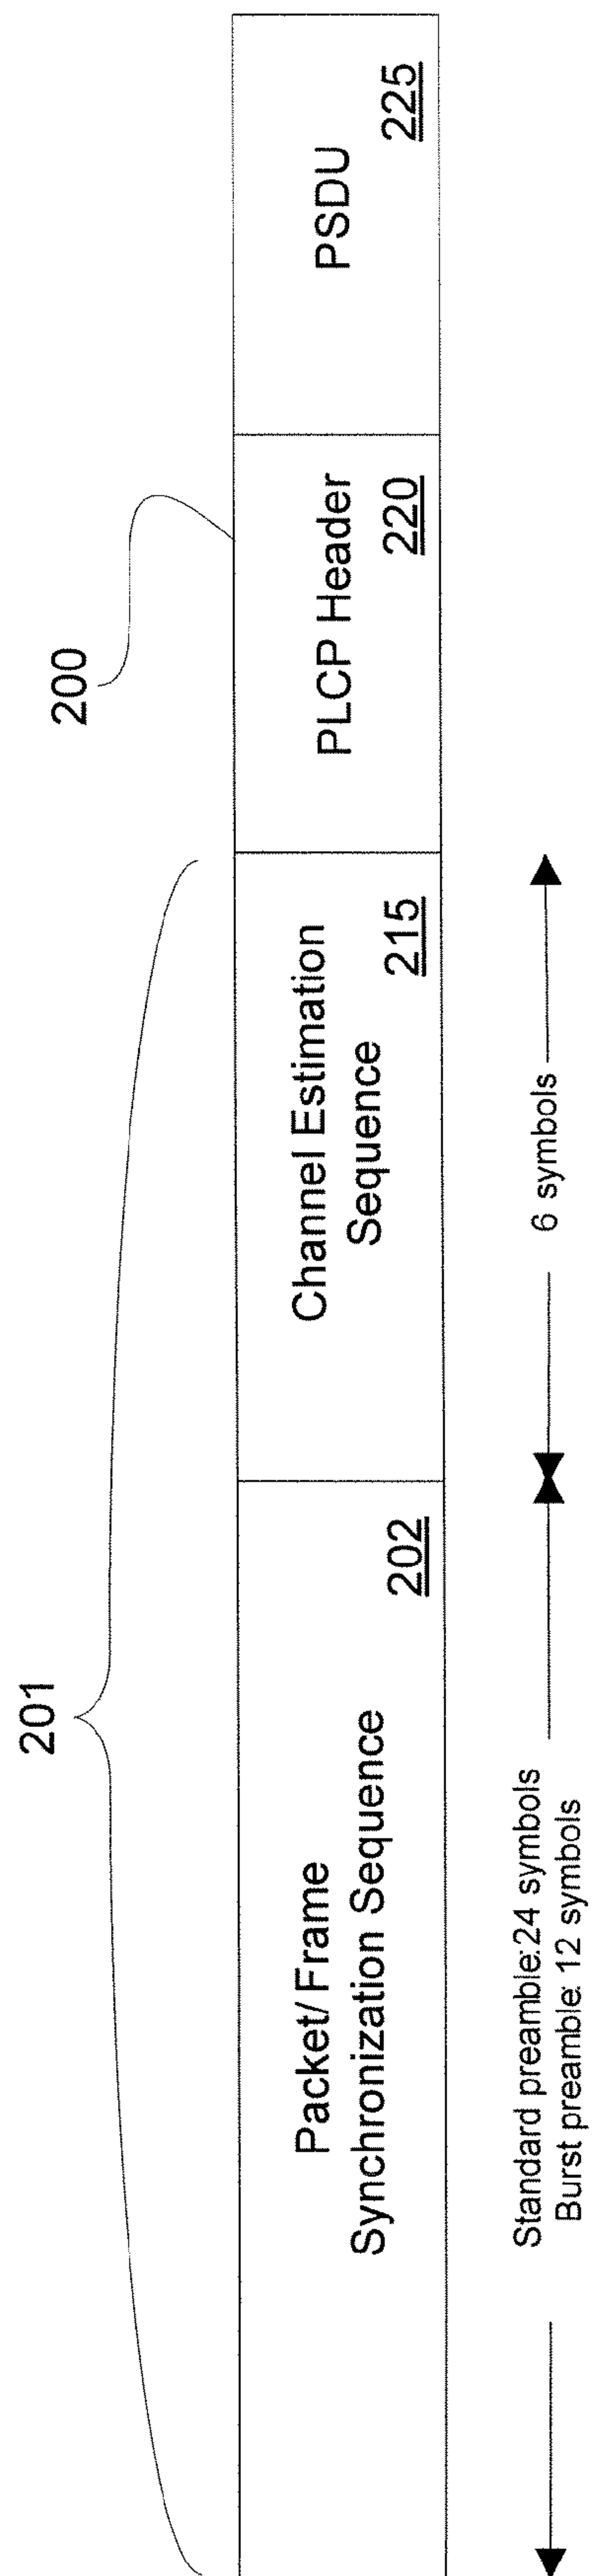 201
200
Packet/ Frame
Synchronization Sequence
202
Channel Estimation
Sequence
215
PLCP Header
220
PSDU
225
Standard preamble:24 symbols
Burst preamble: 12 symbols
6 symbols